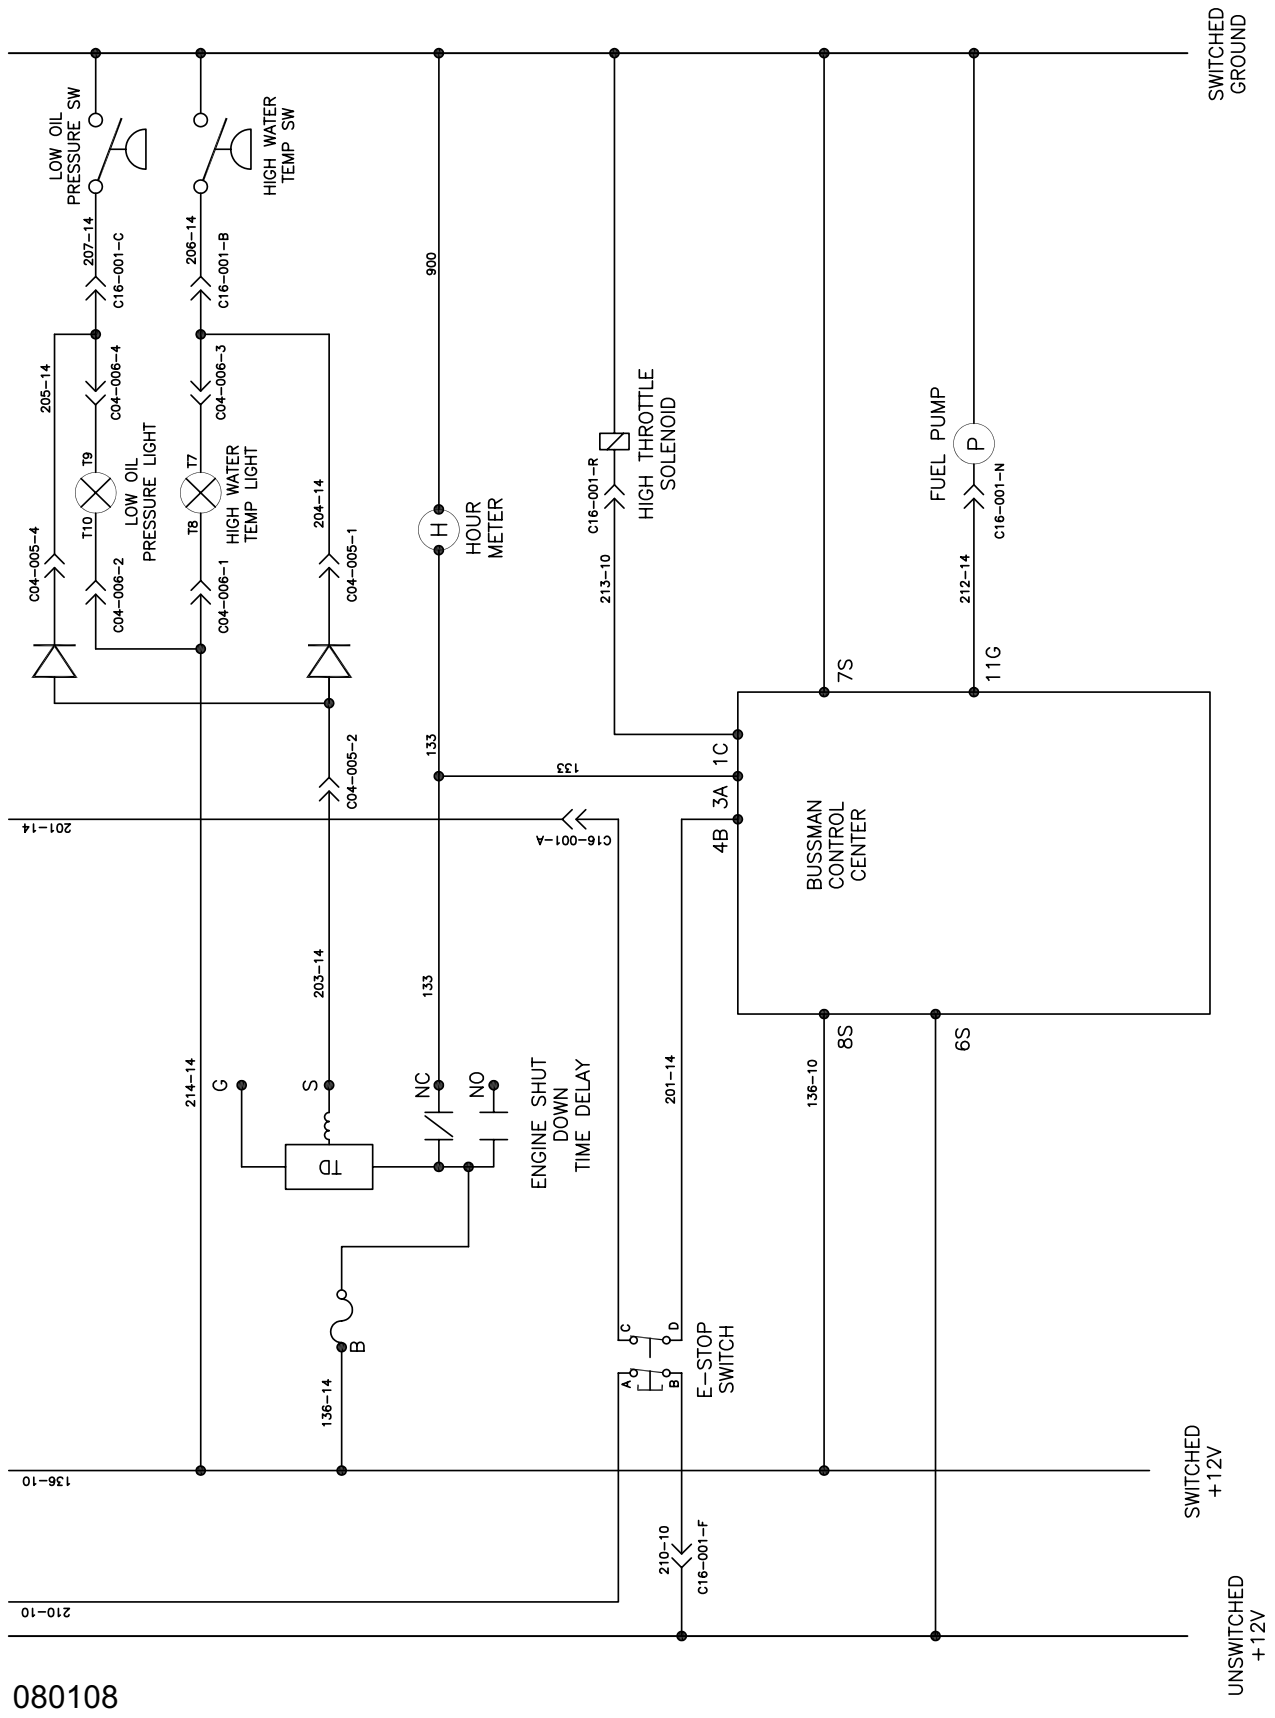 SWITCHED
GROUND
LOW OIL
PRESSURE SW
HIGH WATER
TEMP SW
207-14
C16-001-C
206-14
C16-001-B
900
205-14
C04-006-4
C04-006-3
T9
LOW OIL
PRESSURE LIGHT
T10
T7
HIGH WATER
TEMP LIGHT
T8
204-14
C04-005-4
C04-006-2
C04-006-1
C04-005-1
H
HOUR
METER
C16-001-R
HIGH THROTTLE
SOLENOID
213-10
FUEL PUMP
P
C16-001-N
212-14
7S
11G
133
133
1C
3A
4B
C04-005-2
201-14
C16-001-A
BUSSMAN
CONTROL
CENTER
203-14
133
8S
6S
214-14
G
S
NC
NO
TD
ENGINE SHUT
DOWN
TIME DELAY
201-14
136-10
B
136-14
C
D
A
B
E-STOP
SWITCH
136-10
SWITCHED
+12V
210-10
C16-001-F
210-10
UNSWITCHED
+12V
080108